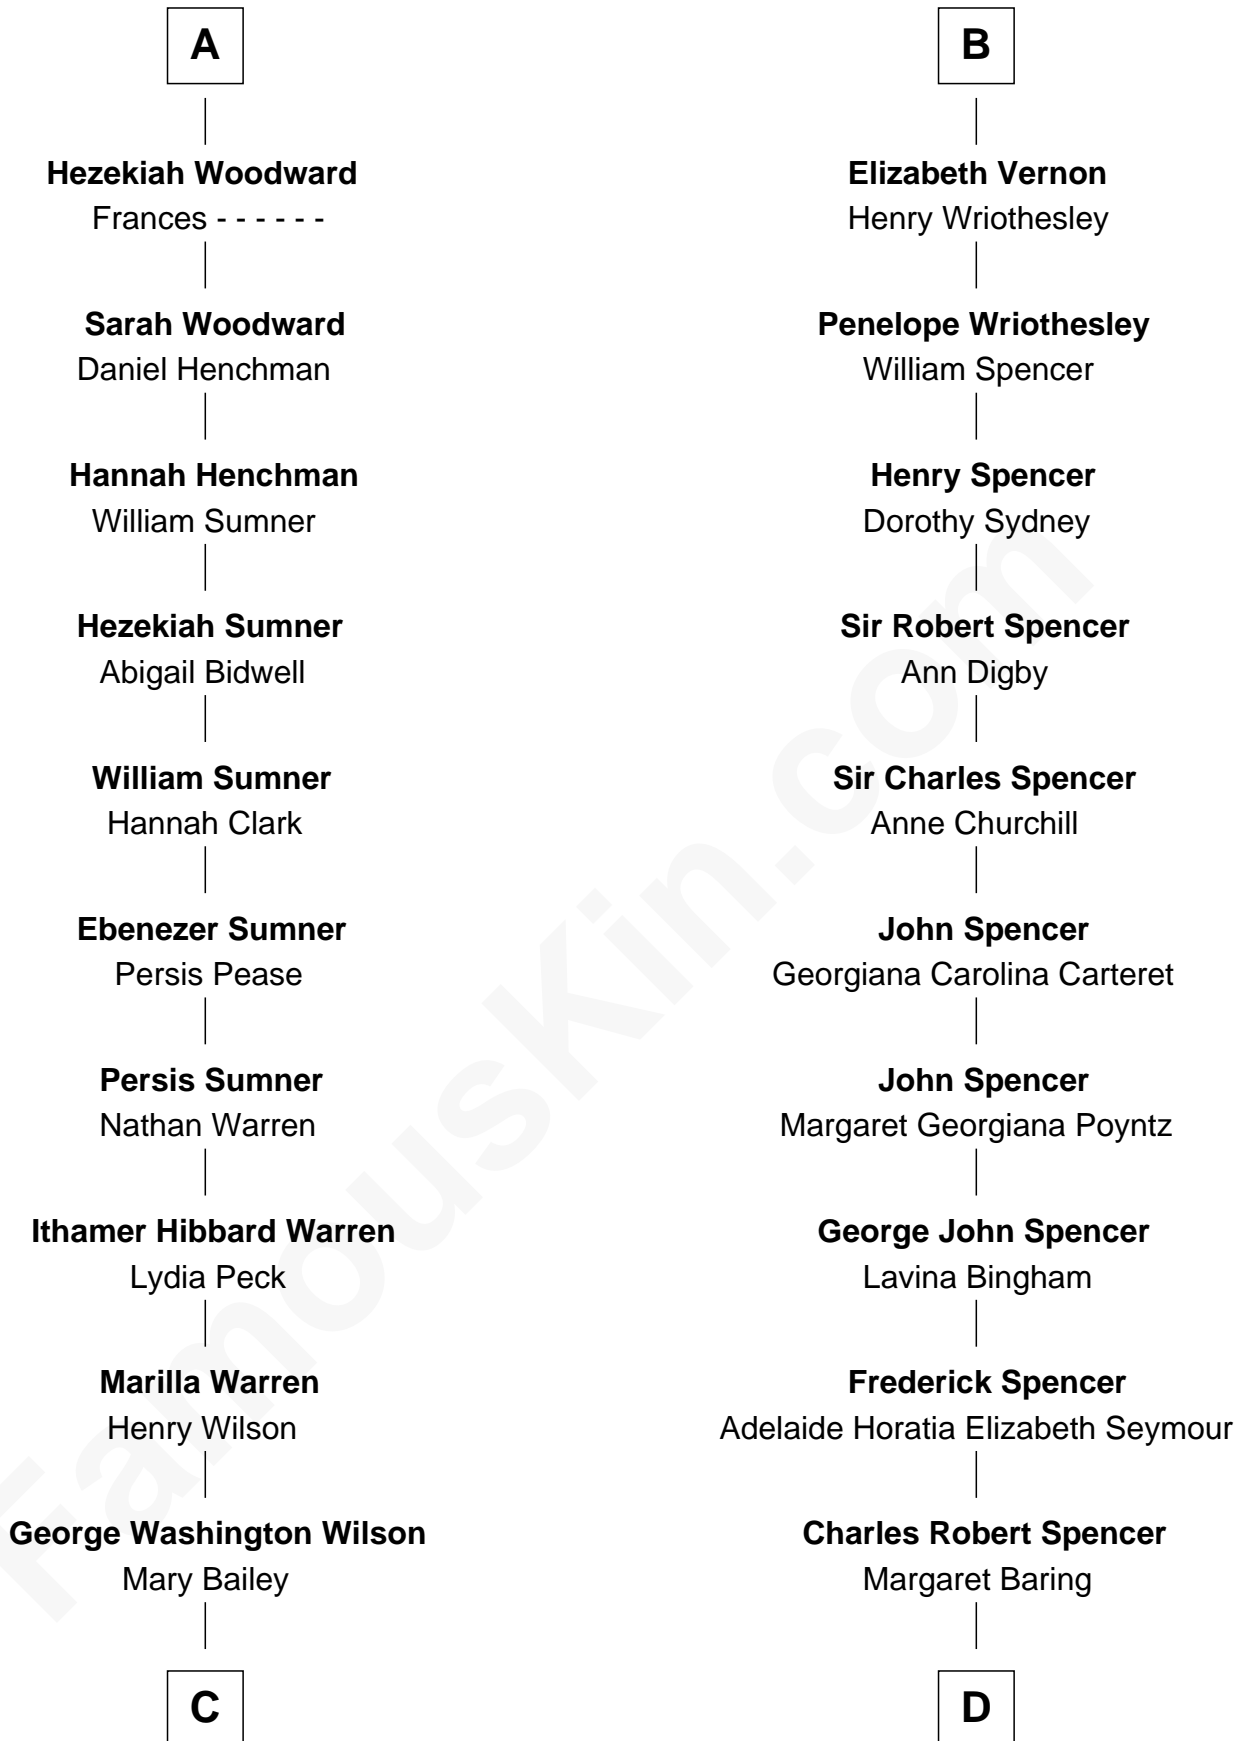 A
Hezekiah Woodward
Frances - - - - - -
Sarah Woodward
Daniel Henchman
Hannah Henchman
William Sumner
Hezekiah Sumner
Abigail Bidwell
William Sumner
Hannah Clark
Ebenezer Sumner
Persis Pease
Persis Sumner
Nathan Warren
Ithamer Hibbard Warren
Lydia Peck
Marilla Warren
Henry Wilson
George Washington Wilson
Mary Bailey
C
B
Elizabeth Vernon
Henry Wriothesley
Penelope Wriothesley
William Spencer
Henry Spencer
Dorothy Sydney
Sir Robert Spencer
Ann Digby
Sir Charles Spencer
Anne Churchill
John Spencer
Georgiana Carolina Carteret
John Spencer
Margaret Georgiana Poyntz
George John Spencer
Lavina Bingham
Frederick Spencer
Adelaide Horatia Elizabeth Seymour
Charles Robert Spencer
Margaret Baring
D
FamousKin.com